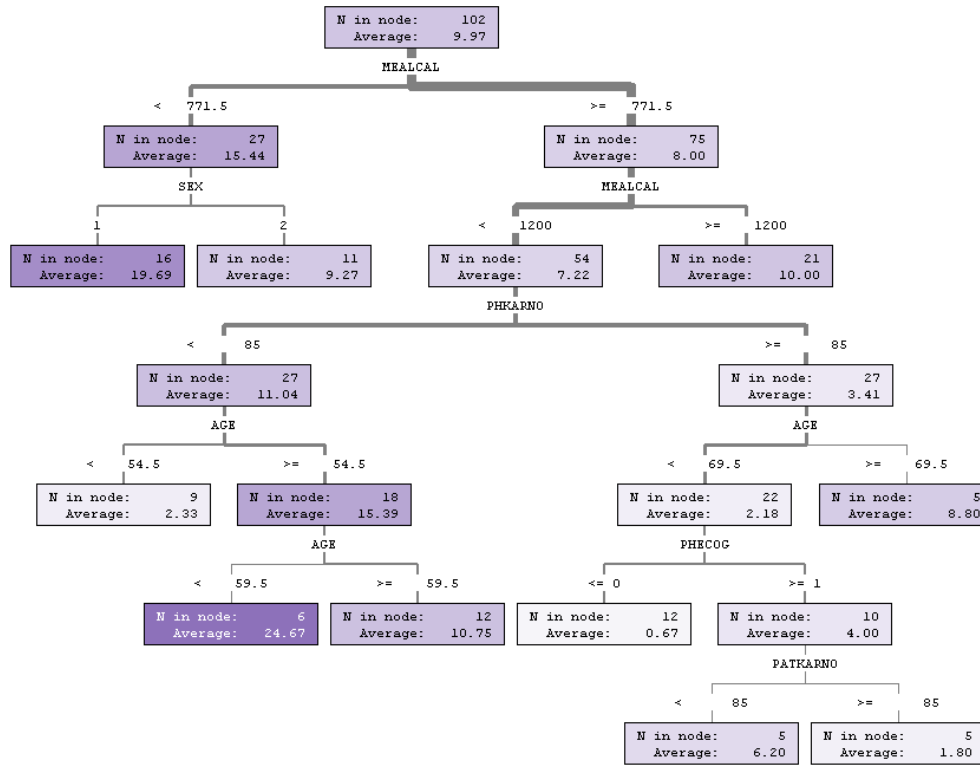 N in node: 102
Average: 9.97
MEALCAL
< 771.5 >= 771.5
N in node: 27 N in node: 75
Average: 15.44 Average: 8.00
SEX MEALCAL
1 2 < 1200 >= 1200
N in node: 16 N in node: 11 N in node: 54 N in node: 21
Average: 19.69 Average: 9.27 Average: 7.22 Average: 10.00
PHKARNO
< 85 >= 85
N in node: 27 N in node: 27
Average: 11.04 Average: 3.41
AGE AGE
< 54.5 >= 54.5 < 69.5 >= 69.5
N in node: 9 N in node: 18 N in node: 22 N in node: 5
Average: 2.33 Average: 15.39 Average: 2.18 Average: 8.80
AGE PHECOG
< 59.5 >= 59.5 <= 0 >= 1
N in node: 6 N in node: 12 N in node: 12 N in node: 10
Average: 24.67 Average: 10.75 Average: 0.67 Average: 4.00
PATKARNO
< 85 >= 85
N in node: 5 N in node: 5
Average: 6.20 Average: 1.80